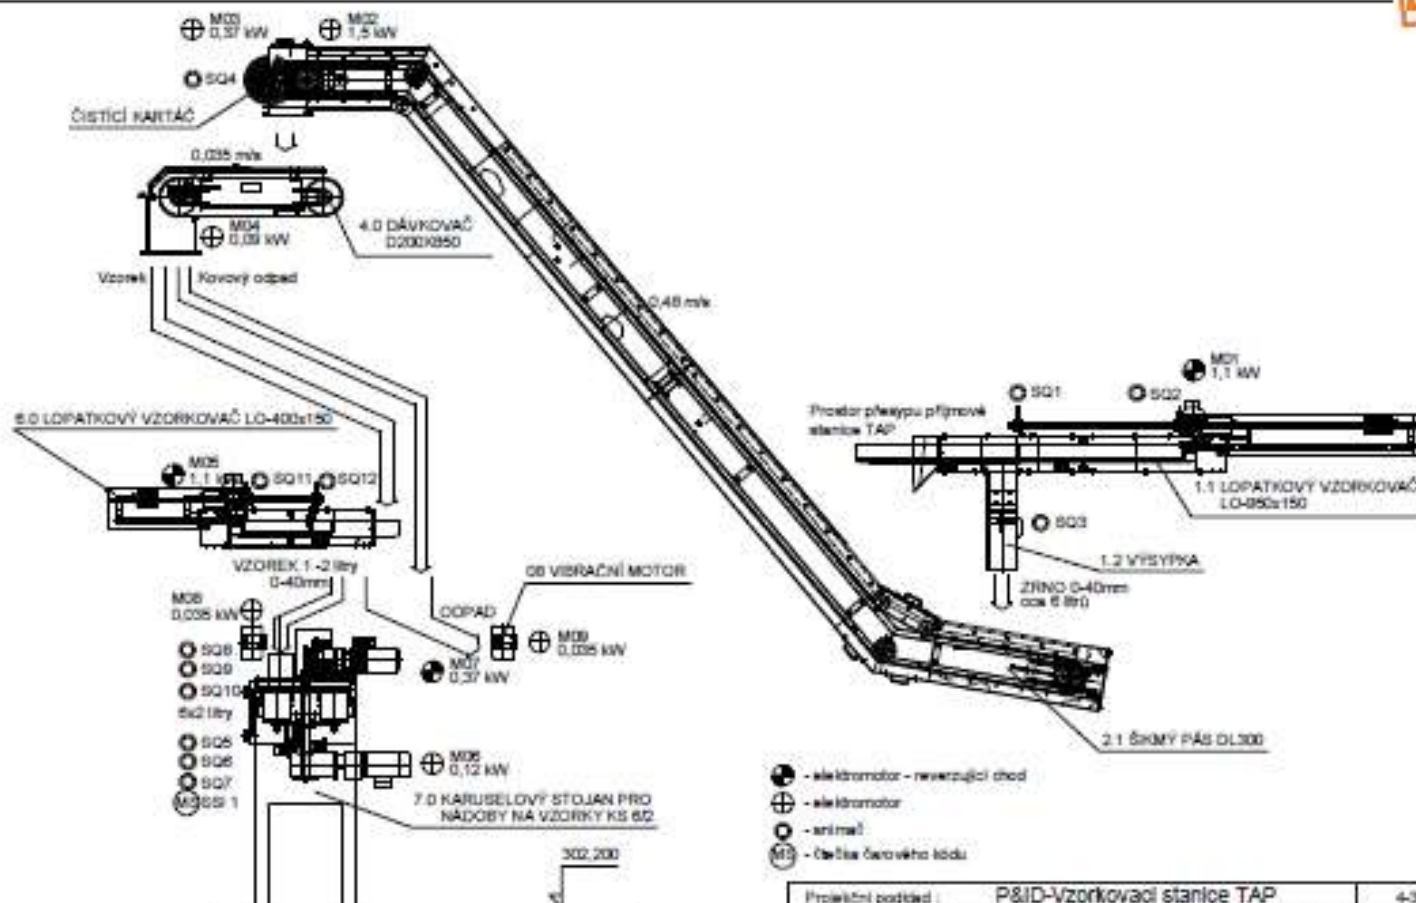 M03
0,37 kW
M02
1,5 kW
SQ4
ČISTÍCÍ KARTÁČ
0,035 m/s
M04
0,09 kW
4.0 DÁVKOVAČ
D200X850
Vzorek
Kovový odpad
0,48 m/s
6.0 LOPATKOVÝ VZORKOVAČ LO-400x150
M05
1,1
SQ11
SQ12
VZOREK 1 -2 litry
0-40mm
M08
0,035 kW
08 VIBRAČNÍ MOTOR
ODPAD
M09
0,035 kW
M07
0,37 kW
SQ8
SQ9
SQ10
6x2 litry
SQ5
SQ6
SQ7
SSI 1
M06
0,12 kW
7.0 KARUSELOVÝ STOJAN PRO
NÁDOBY NA VZORKY KS 6/2
302,200
M01
1,1 kW
SQ1
SQ2
Prostor přesypu příjmové
stanice TAP
1.1 LOPATKOVÝ VZORKOVAČ
LO-950x150
SQ3
1.2 VÝSYPKA
ZRNO 0-40mm
cca 6 litrů
2.1 ŠIKMÝ PÁS DL300
- elektromotor - reverzující chod
- elektromotor
- snímač
- čtečka čarového kódu
Projekční podklad :
P&ID-Vzorkovací stanice TAP